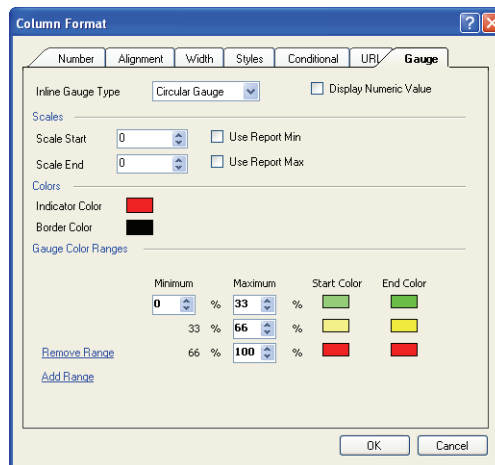 Column Format
Number Alignment Width Styles Conditional URL Gauge
Inline Gauge Type Circular Gauge Display Numeric Value
Scales
Scale Start 0 Use Report Min
Scale End 0 Use Report Max
Colors
Indicator Color
Border Color
Gauge Color Ranges
Minimum Maximum Start Color End Color
0 % 33 %
33 % 66 %
Remove Range 66 % 100 %
Add Range
OK Cancel